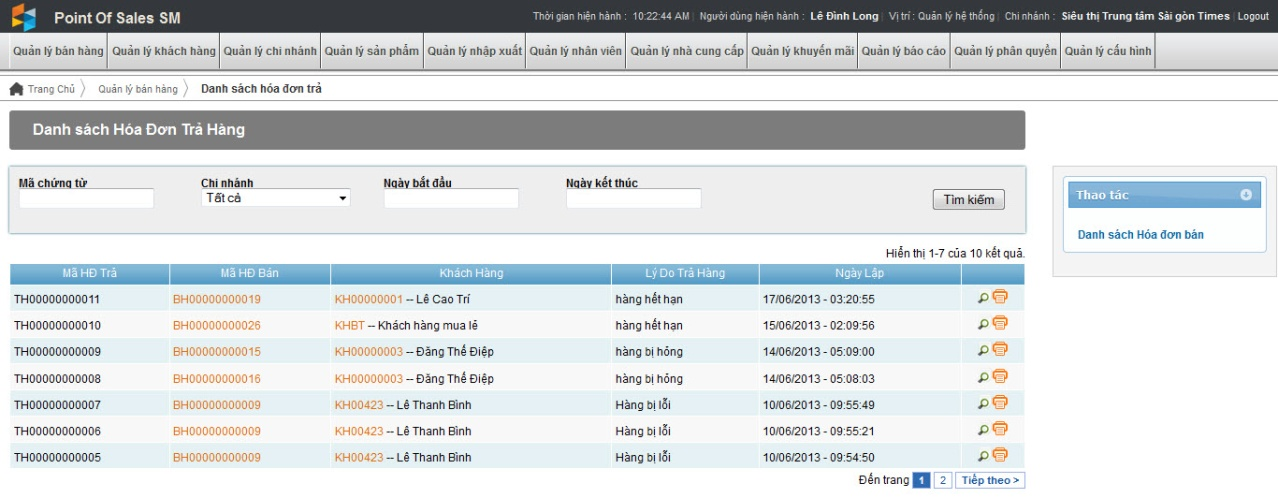 Point Of Sales SM
Thời gian hiện hành : 10:22:44 AM | Người dùng hiện hành : Lê Đình Long | Vị trí : Quản lý hệ thống | Chi nhánh : Siêu thị Trung tâm Sài gòn Times | Logout
Quản lý bán hàng Quản lý khách hàng Quản lý chi nhánh Quản lý sản phẩm Quản lý nhập xuất Quản lý nhân viên Quản lý nhà cung cấp Quản lý khuyến mãi Quản lý báo cáo Quản lý phân quyền Quản lý cấu hình
Trang Chủ Quản lý bán hàng Danh sách hóa đơn trả
Danh sách Hóa Đơn Trả Hàng
Mã chứng từ Chi nhánh Ngày bắt đầu Ngày kết thúc
Tất cả
Tìm kiếm
Thao tác
Danh sách Hóa đơn bán
Hiển thị 1-7 của 10 kết quả.
Mã HĐ Trả Mã HĐ Bán Khách Hàng Lý Do Trả Hàng Ngày Lập
TH00000000011 BH00000000019 KH00000001 -- Lê Cao Trí hàng hết hạn 17/06/2013 - 03:20:55
TH00000000010 BH00000000026 KHBT -- Khách hàng mua lẻ hàng hết hạn 15/06/2013 - 02:09:56
TH00000000009 BH00000000015 KH00000003 -- Đăng Thế Điệp hàng bị hỏng 14/06/2013 - 05:09:00
TH00000000008 BH00000000016 KH00000003 -- Đăng Thế Điệp hàng bị hỏng 14/06/2013 - 05:08:03
TH00000000007 BH00000000009 KH00423 -- Lê Thanh Bình Hàng bị lỗi 10/06/2013 - 09:55:49
TH00000000006 BH00000000009 KH00423 -- Lê Thanh Bình Hàng bị lỗi 10/06/2013 - 09:55:21
TH00000000005 BH00000000009 KH00423 -- Lê Thanh Bình Hàng bị lỗi 10/06/2013 - 09:54:50
Đến trang 1 2 Tiếp theo >